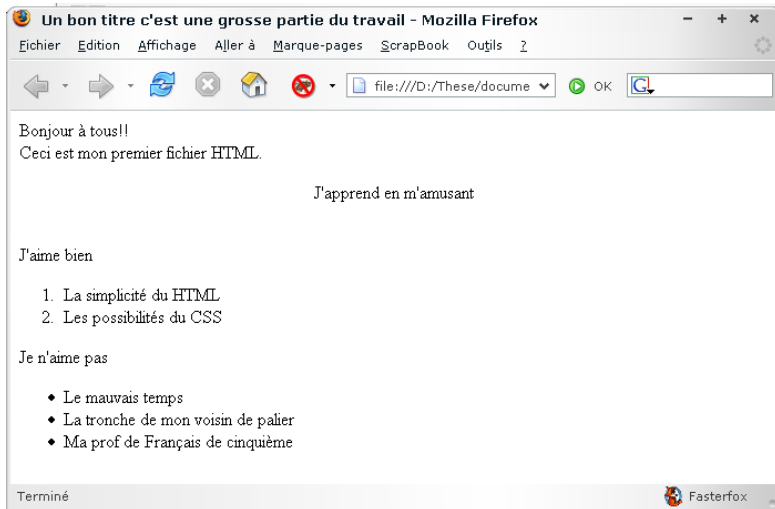 Un bon titre c'est une grosse partie du travail - Mozilla Firefox
Fichier Edition Affichage Aller à Marque-pages ScrapBook Outils ?
file:///D:/These/docume OK G
Bonjour à tous!!
Ceci est mon premier fichier HTML.
J'apprend en m'amusant
J'aime bien
1. La simplicité du HTML
2. Les possibilités du CSS
Je n'aime pas
• Le mauvais temps
• La tronche de mon voisin de palier
• Ma prof de Français de cinquième
Terminé Fasterfox